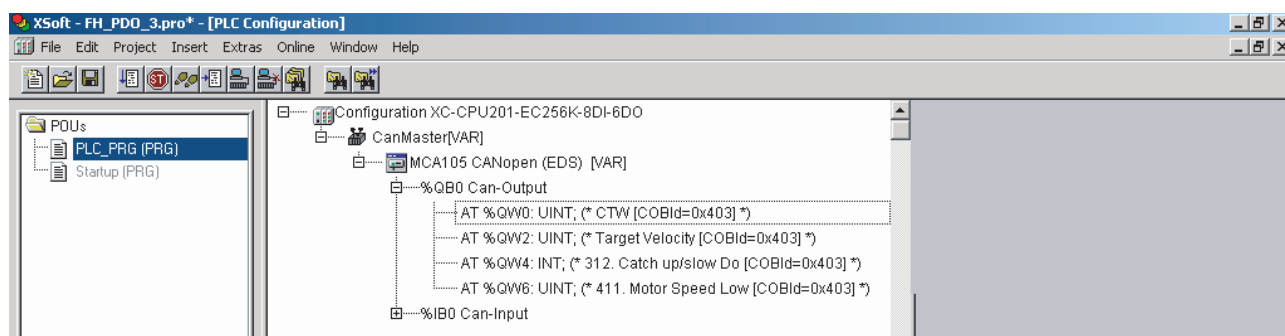 XSoft - FH_PDO_3.pro* - [PLC Configuration]
File Edit Project Insert Extras Online Window Help
ST
POUs
PLC_PRG (PRG)
Startup (PRG)
Configuration XC-CPU201-EC256K-8DI-6DO
CanMaster[VAR]
MCA105 CANopen (EDS) [VAR]
%QB0 Can-Output
AT %QW0: UINT; (* CTW [COBId=0x403] *)
AT %QW2: UINT; (* Target Velocity [COBId=0x403] *)
AT %QW4: INT; (* 312. Catch up/slow Do [COBId=0x403] *)
AT %QW6: UINT; (* 411. Motor Speed Low [COBId=0x403] *)
%IB0 Can-Input